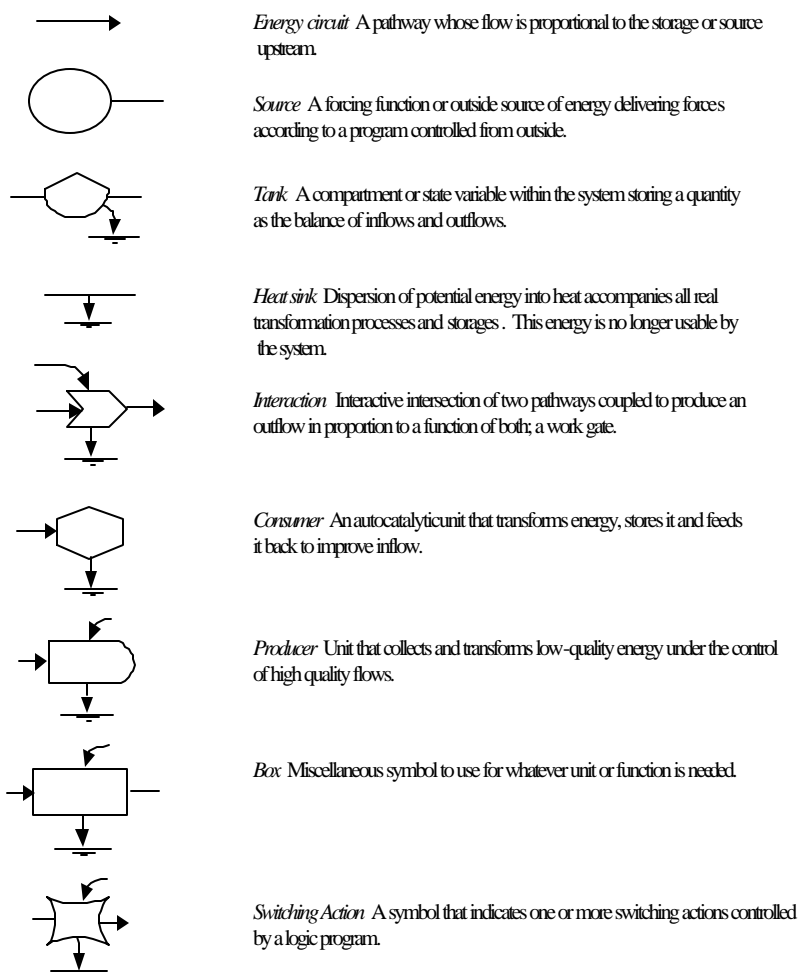 Energy circuit A pathway whose flow is proportional to the storage or source
upstream.
Source A forcing function or outside source of energy delivering forces
according to a program controlled from outside.
Tank A compartment or state variable within the system storing a quantity
as the balance of inflows and outflows.
Heat sink Dispersion of potential energy into heat accompanies all real
transformation processes and storages . This energy is no longer usable by
the system.
Interaction Interactive intersection of two pathways coupled to produce an
outflow in proportion to a function of both; a work gate.
Consumer An autocatalytic unit that transforms energy, stores it and feeds
it back to improve inflow.
Producer Unit that collects and transforms low-quality energy under the control
of high quality flows.
Box Miscellaneous symbol to use for whatever unit or function is needed.
Switching Action A symbol that indicates one or more switching actions controlled
by a logic program.